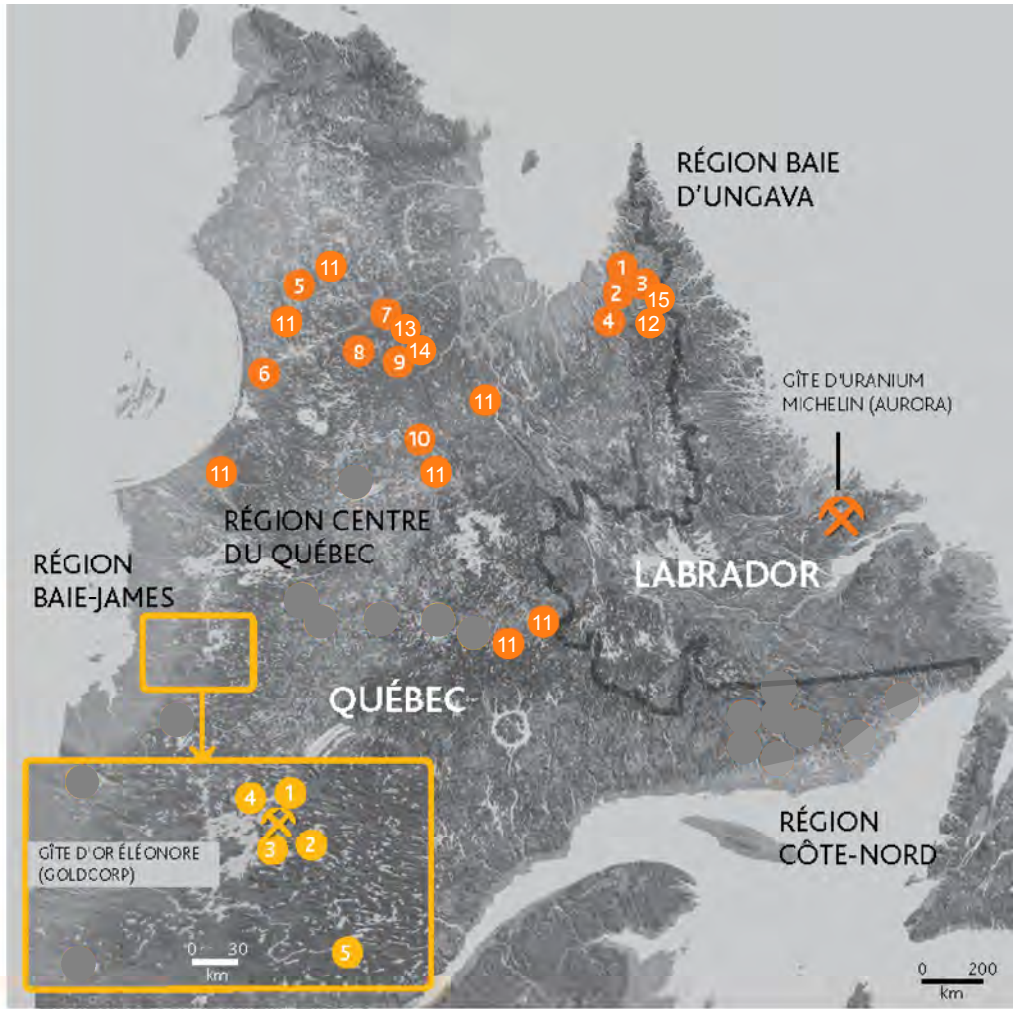 RÉGION BAIE
D'UNGAVA
1
11
3
5
2
15
7
11
4
12
13
8
14
9
6
GÎTE D'URANIUM
MICHELIN (AURORA)
11
10
11
11
RÉGION CENTRE
DU QUÉBEC
RÉGION
BAIE-JAMES
LABRADOR
11
11
QUÉBEC
4
1
3
2
GÎTE D'OR ÉLÉONORE
(GOLDCORP)
5
0 30
km
RÉGION
CÔTE-NORD
0 200
km